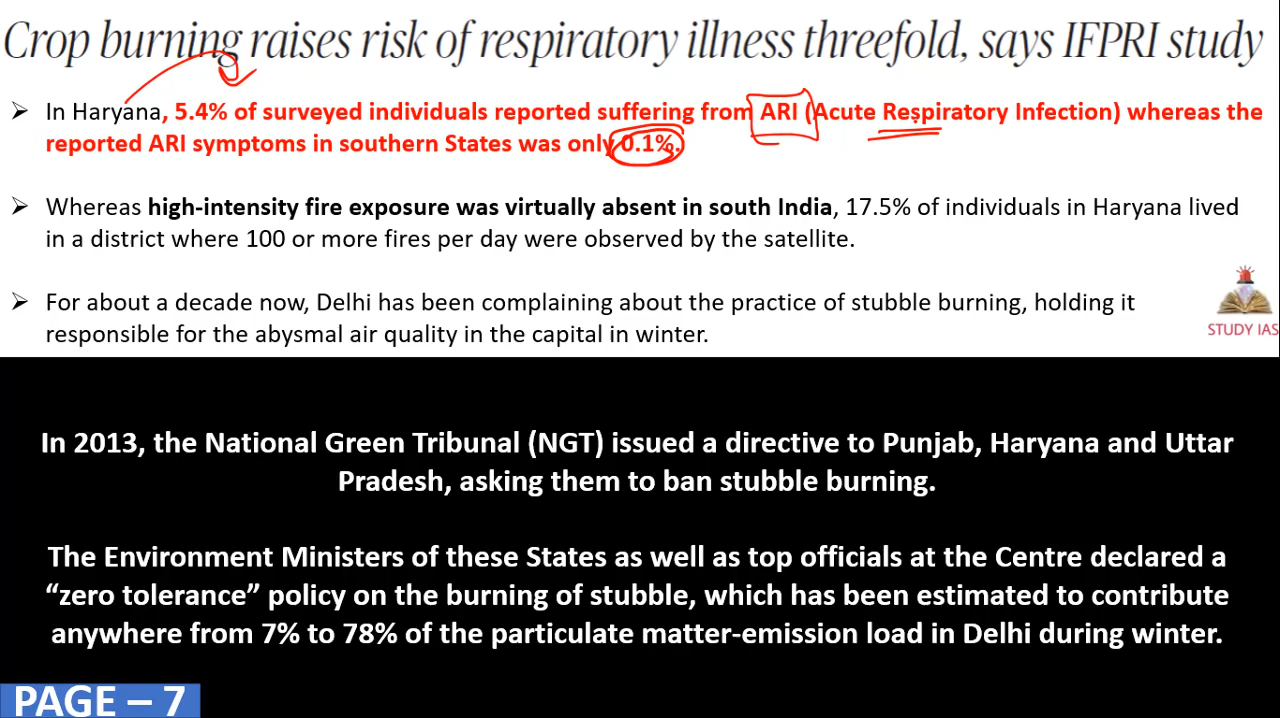 Crop burning raises risk of respiratory illness threefold, says IFPRI study
➢ In Haryana, 5.4% of surveyed individuals reported suffering from ARI (Acute Respiratory Infection) whereas the
reported ARI symptoms in southern States was only 0.1%.
➢ Whereas high-intensity fire exposure was virtually absent in south India, 17.5% of individuals in Haryana lived
in a district where 100 or more fires per day were observed by the satellite.
➢ For about a decade now, Delhi has been complaining about the practice of stubble burning, holding it
responsible for the abysmal air quality in the capital in winter.
STUDY IAS
In 2013, the National Green Tribunal (NGT) issued a directive to Punjab, Haryana and Uttar
Pradesh, asking them to ban stubble burning.
The Environment Ministers of these States as well as top officials at the Centre declared a
“zero tolerance” policy on the burning of stubble, which has been estimated to contribute
anywhere from 7% to 78% of the particulate matter-emission load in Delhi during winter.
PAGE – 7